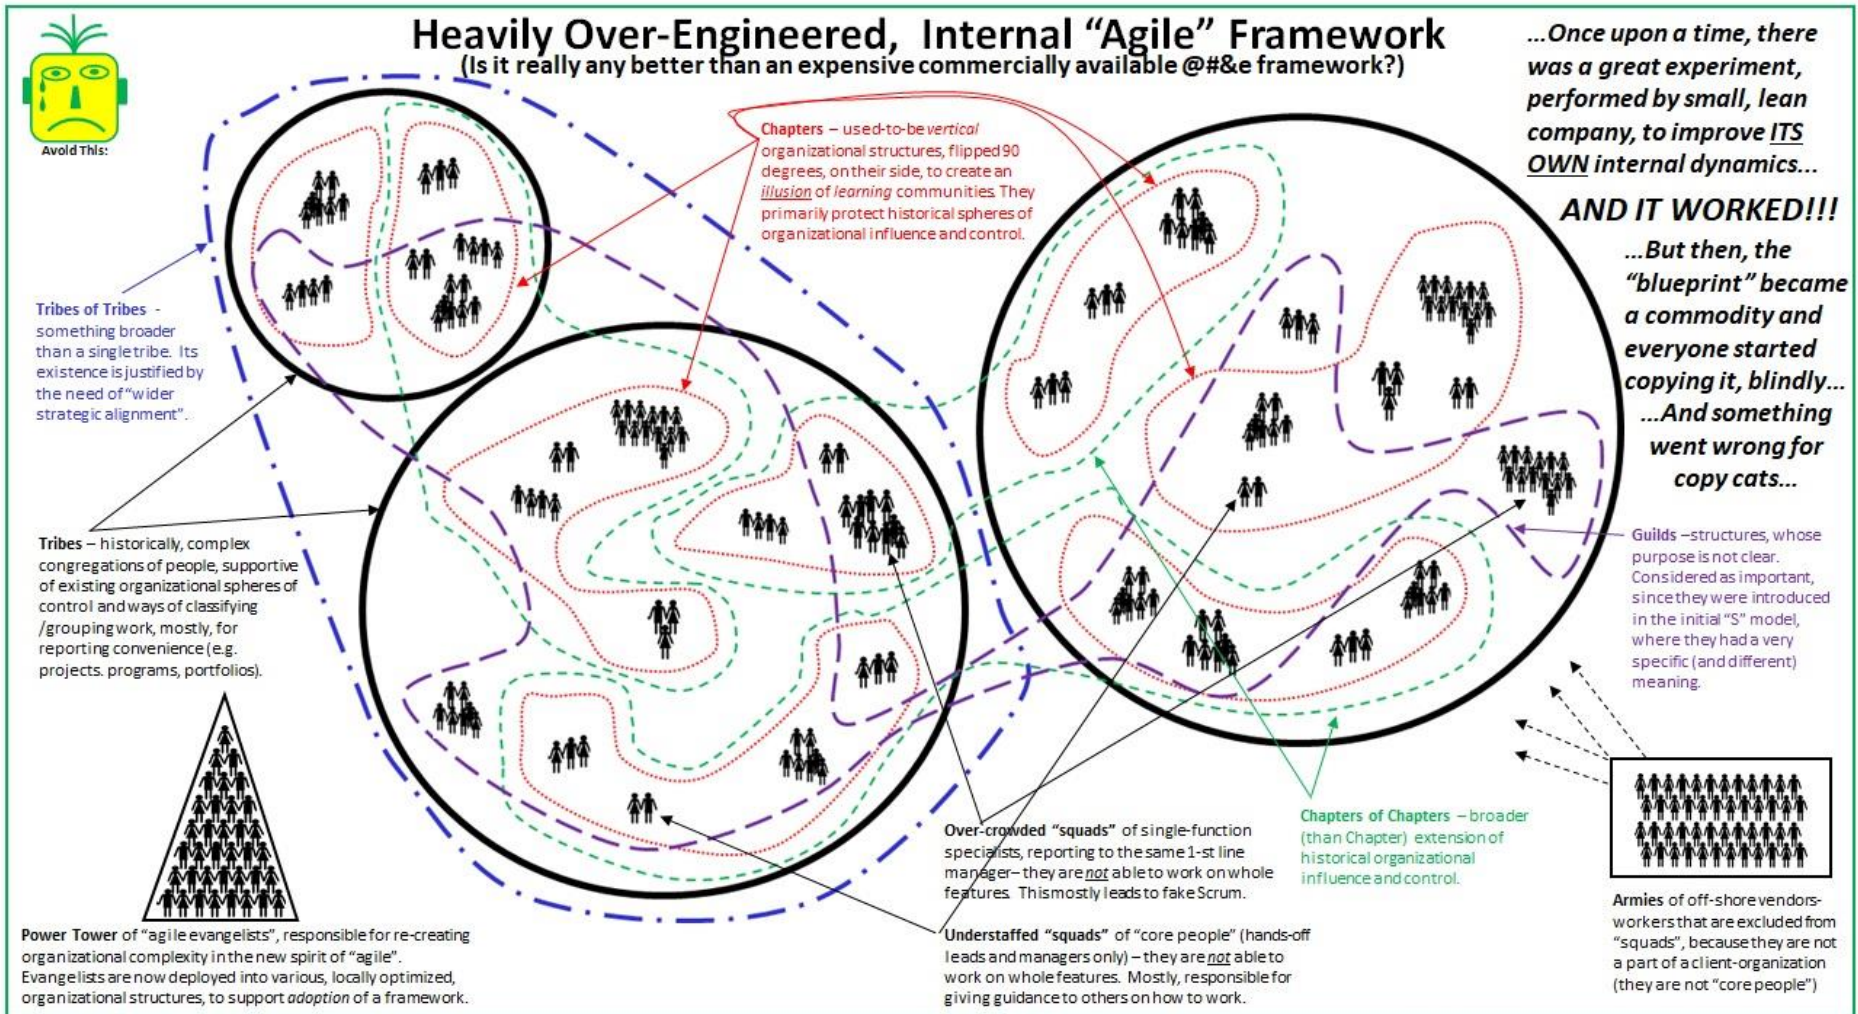 Heavily Over-Engineered, Internal “Agile” Framework
(Is it really any better than an expensive commercially available @#&e framework?)
Avoid This:
...Once upon a time, there
was a great experiment,
performed by small, lean
company, to improve ITS
OWN internal dynamics...
AND IT WORKED!!!
...But then, the
“blueprint” became
a commodity and
everyone started
copying it, blindly...
...And something
went wrong for
copy cats...
Chapters – used-to-be vertical
organizational structures, flipped 90
degrees, on their side, to create an
illusion of learning communities. They
primarily protect historical spheres of
organizational influence and control.
Tribes of Tribes -
something broader
than a single tribe. Its
existence is justified by
the need of “wider
strategic alignment”.
Tribes – historically, complex
congregations of people, supportive
of existing organizational spheres of
control and ways of classifying
/grouping work, mostly, for
reporting convenience (e.g.
projects. programs, portfolios).
Guilds –structures, whose
purpose is not clear.
Considered as important,
since they were introduced
in the initial “S” model,
where they had a very
specific (and different)
meaning.
Power Tower of “agile evangelists”, responsible for re-creating
organizational complexity in the new spirit of “agile”.
Evangelists are now deployed into various, locally optimized,
organizational structures, to support adoption of a framework.
Over-crowded “squads” of single-function
specialists, reporting to the same 1-st line
manager– they are not able to work on whole
features. This mostly leads to fake Scrum.
Understaffed “squads” of “core people” (hands-off
leads and managers only) – they are not able to
work on whole features. Mostly, responsible for
giving guidance to others on how to work.
Chapters of Chapters – broader
(than Chapter) extension of
historical organizational
influence and control.
Armies of off-shore vendors-
workers that are excluded from
“squads”, because they are not
a part of a client-organization
(they are not “core people”)